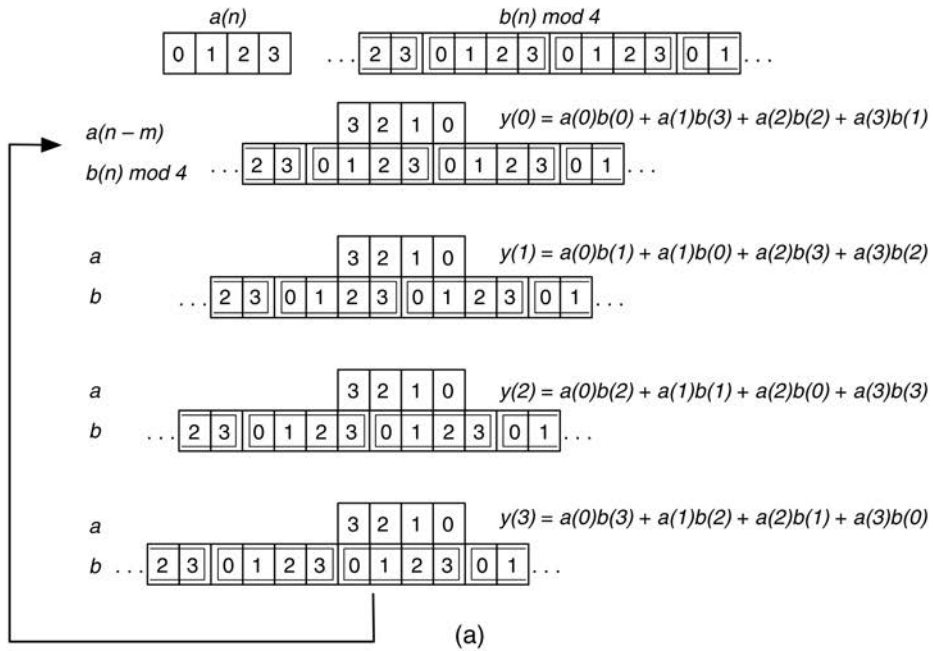 a(n) b(n) mod 4
0 1 2 3 ... 2 3 0 1 2 3 0 1 2 3 0 1 ...
3 2 1 0 y(0) = a(0)b(0) + a(1)b(3) + a(2)b(2) + a(3)b(1)
a(n – m)
b(n) mod 4 ... 2 3 0 1 2 3 0 1 2 3 0 1 ...
a 3 2 1 0 y(1) = a(0)b(1) + a(1)b(0) + a(2)b(3) + a(3)b(2)
b ... 2 3 0 1 2 3 0 1 2 3 0 1 ...
a 3 2 1 0 y(2) = a(0)b(2) + a(1)b(1) + a(2)b(0) + a(3)b(3)
b ... 2 3 0 1 2 3 0 1 2 3 0 1 ...
a 3 2 1 0 y(3) = a(0)b(3) + a(1)b(2) + a(2)b(1) + a(3)b(0)
b ... 2 3 0 1 2 3 0 1 2 3 0 1 ...
(a)